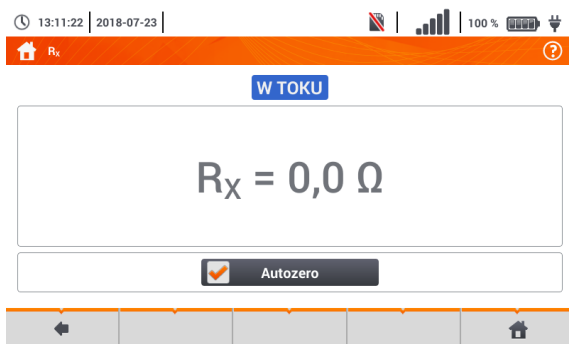 13:11:22 2018-07-23 100 %
Rx ?
W TOKU
RX = 0,0 Ω
Autozero